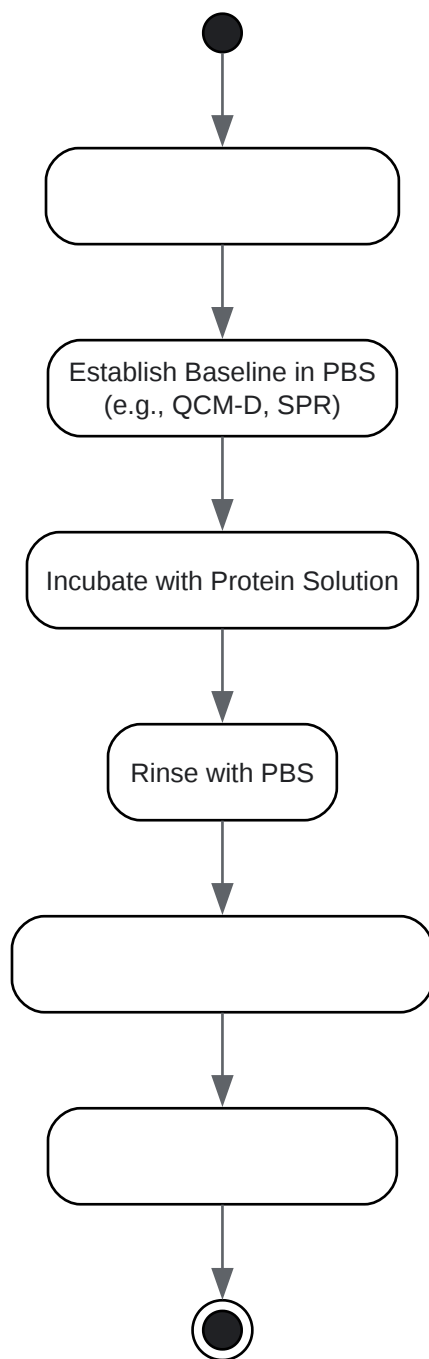 Establish Baseline in PBS
(e.g., QCM-D, SPR)
Incubate with Protein Solution
Rinse with PBS